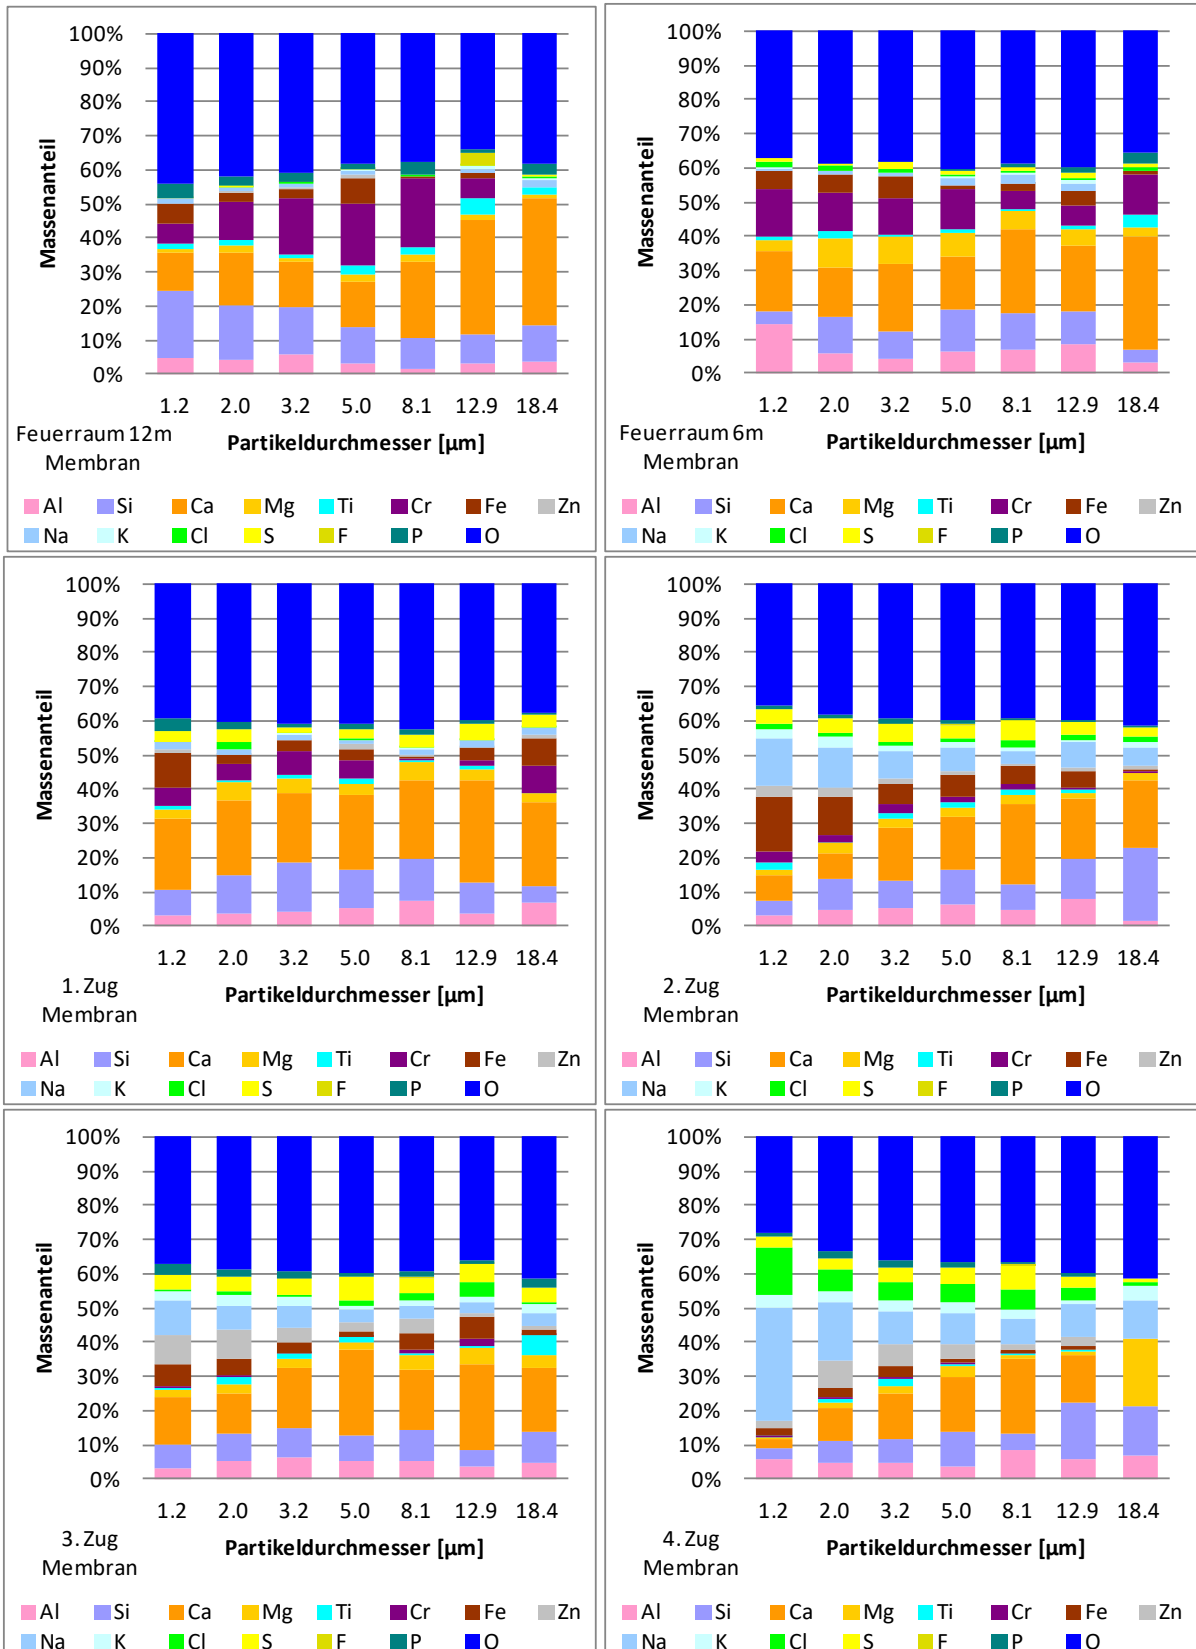 100%
90%
80%
70%
60%
50%
40%
30%
20%
10%
0%
Massenanteil
1.2 2.0 3.2 5.0 8.1 12.9 18.4
Feuerraum 12m
Membran
Partikeldurchmesser [µm]
Al Si Ca Mg Ti Cr Fe Zn
Na K Cl S F P O
100%
90%
80%
70%
60%
50%
40%
30%
20%
10%
0%
Massenanteil
1.2 2.0 3.2 5.0 8.1 12.9 18.4
Feuerraum 6m
Membran
Partikeldurchmesser [µm]
Al Si Ca Mg Ti Cr Fe Zn
Na K Cl S F P O
100%
90%
80%
70%
60%
50%
40%
30%
20%
10%
0%
Massenanteil
1.2 2.0 3.2 5.0 8.1 12.9 18.4
1. Zug
Membran
Partikeldurchmesser [µm]
Al Si Ca Mg Ti Cr Fe Zn
Na K Cl S F P O
100%
90%
80%
70%
60%
50%
40%
30%
20%
10%
0%
Massenanteil
1.2 2.0 3.2 5.0 8.1 12.9 18.4
2. Zug
Membran
Partikeldurchmesser [µm]
Al Si Ca Mg Ti Cr Fe Zn
Na K Cl S F P O
100%
90%
80%
70%
60%
50%
40%
30%
20%
10%
0%
Massenanteil
1.2 2.0 3.2 5.0 8.1 12.9 18.4
3. Zug
Membran
Partikeldurchmesser [µm]
Al Si Ca Mg Ti Cr Fe Zn
Na K Cl S F P O
100%
90%
80%
70%
60%
50%
40%
30%
20%
10%
0%
Massenanteil
1.2 2.0 3.2 5.0 8.1 12.9 18.4
4. Zug
Membran
Partikeldurchmesser [µm]
Al Si Ca Mg Ti Cr Fe Zn
Na K Cl S F P O